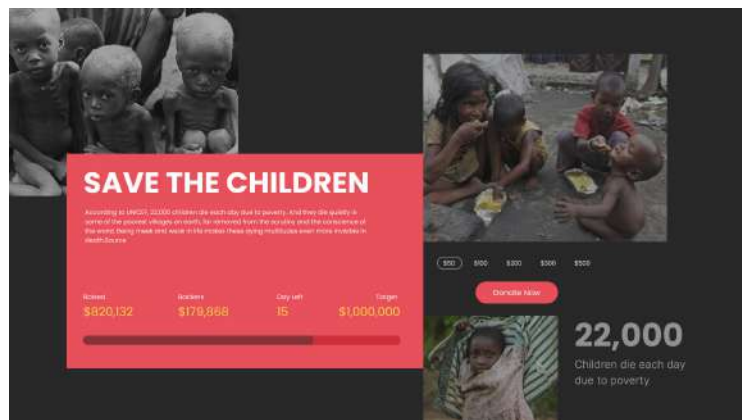 SAVE THE CHILDREN
According to UNICEF, 22,000 children die each day due to poverty. And they die quietly in
some of the poorest villages on earth, far removed from the scrutiny and the conscience of
the world. Being meek and weak in life makes these dying multitudes even more invisible in
death.Source
Raised Backers Day Left Target
$820,132 $179,868 15 $1,000,000
$50 $100 $200 $300 $500
Donate Now
22,000
Children die each day
due to poverty